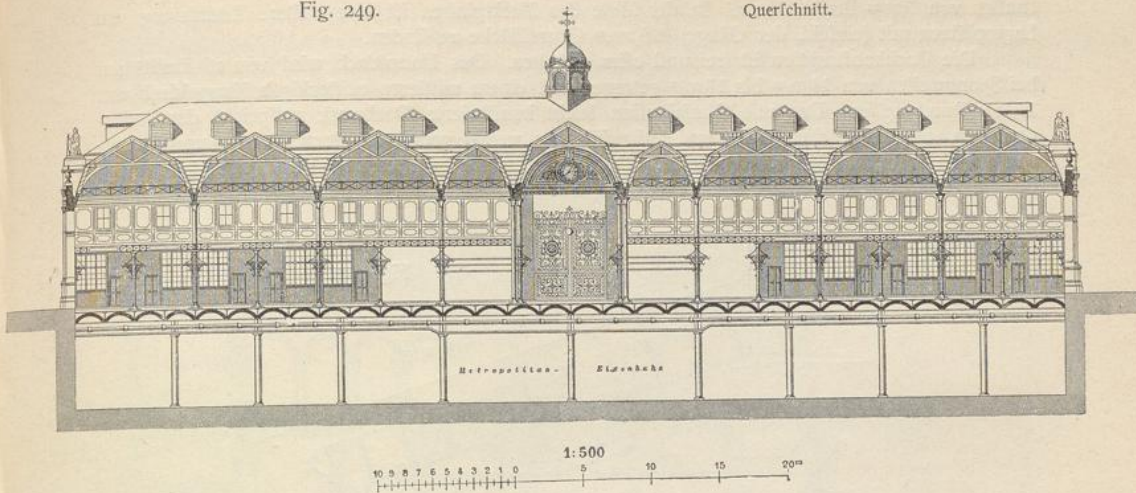 Fig. 249.
Querſchnitt.
Metropolitan- Eiſenbahn
1:500
10 9 8 7 6 5 4 3 2 1 0 5 10 15 20ᵐ